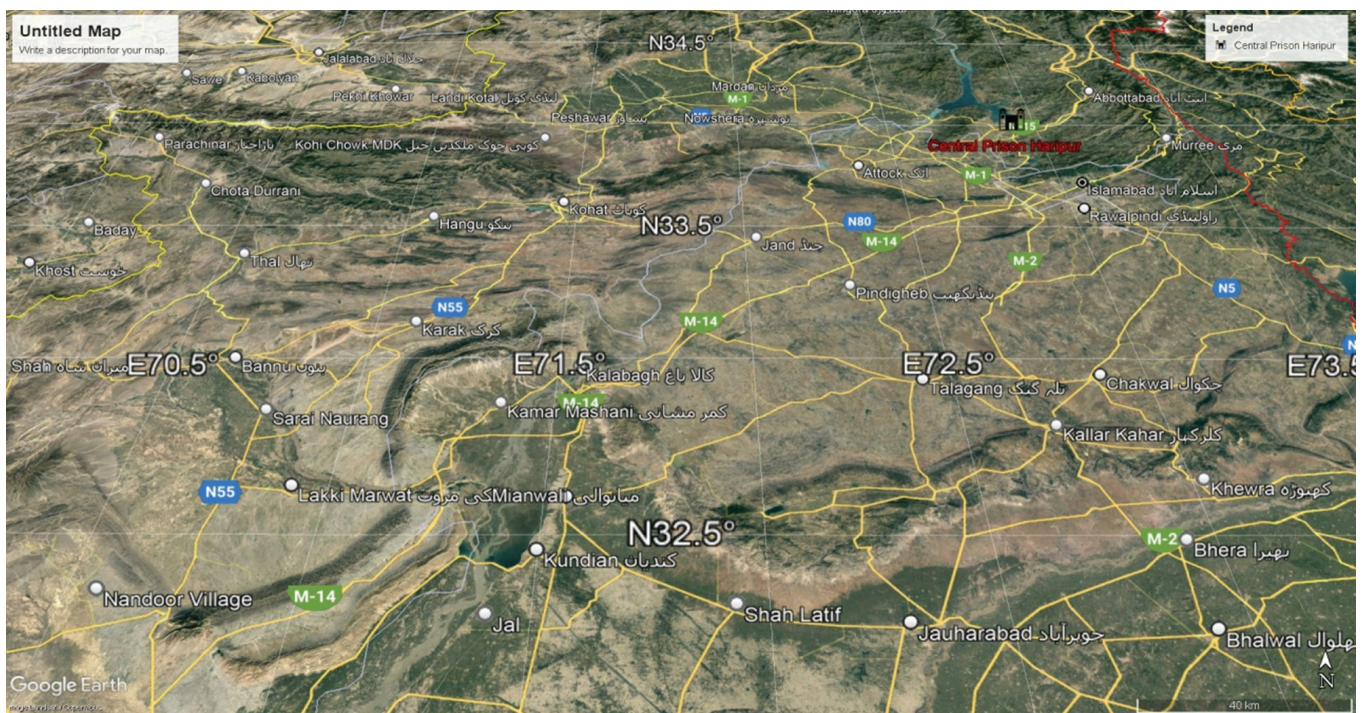 Untitled Map
Write a description for your map.
Legend
Central Prison Haripur
N34.5°
Jalalabad جلال آباد
Kabolyan
Pekhi Khowar
Landi Kotal لنڈی کوتل
Mardan مردان
M-1
Abbottabad ایبٹ آباد
Peshawar پشاور
Nowshera نوشہرہ
15
Central Prison Haripur
Parachinar پاڑاچنار
Kohi Chowk MDK کوہی چوک ملکدین خیل
Murree مری
Attock اٹک
M-1
Chota Durrani
Islamabad اسلام آباد
Kohat کوہاٹ
Rawalpindi راولپنڈی
Baday
Hangu ہنگو
N33.5°
N80
Jand جنڈ
M-14
Thal تھال
M-2
Khost خوست
Pindigheb پنڈیگھیب
N5
N55
M-14
Karak کرک
E70.5°
Bannu بنوں
E71.5°
Kalabagh کالا باغ
E72.5°
E73.5
Talagang تلہ گنگ
Chakwal چکوال
M-14
Kamar Mashani کمر مشانی
Sarai Naurang
Kallar Kahar کلرکہار
N55
Lakki Marwat لکی مروت
Mianwali میانوالی
Khewra کھیوڑہ
N32.5°
M-2
Bhera بھیرا
Kundian کندیاں
Nandoor Village
M-14
Jal
Shah Latif
Jauharabad جوہرآباد
Bhalwal بھلوال
N
Google Earth
40 km